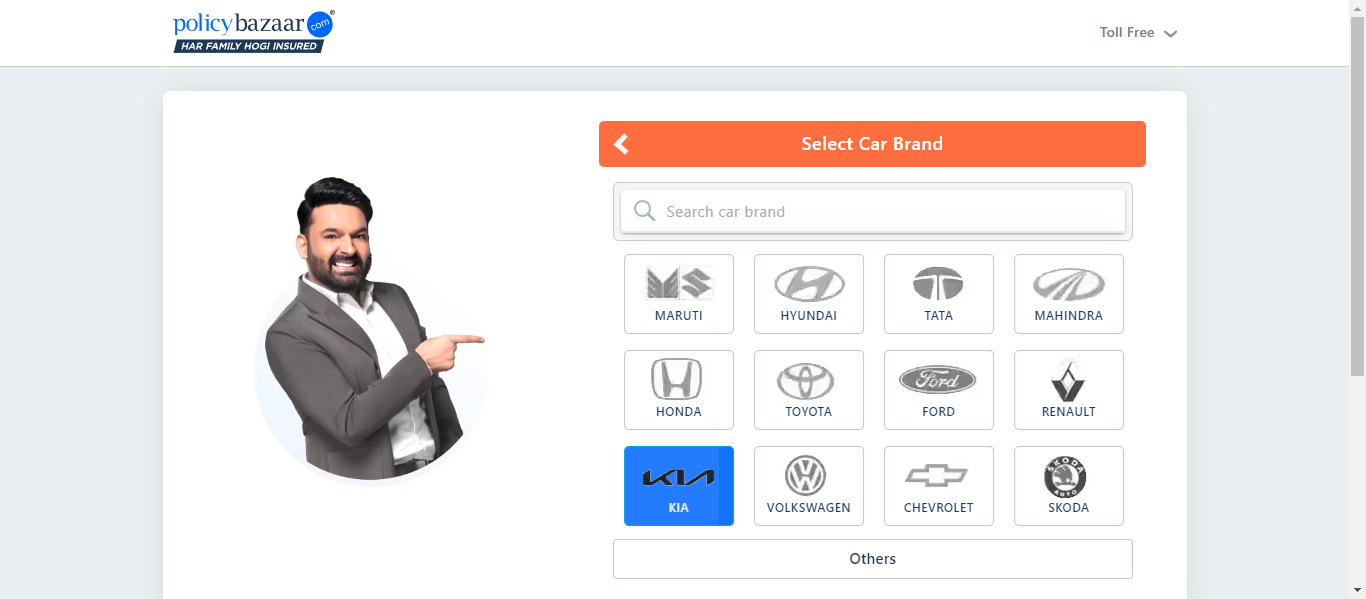 policybazaar.com®
HAR FAMILY HOGI INSURED
Toll Free
Select Car Brand
Search car brand
MARUTI
HYUNDAI
TATA
MAHINDRA
HONDA
Ford
TOYOTA
FORD
RENAULT
KIA
ŠKODA
AUTO
KIA
VOLKSWAGEN
CHEVROLET
SKODA
Others